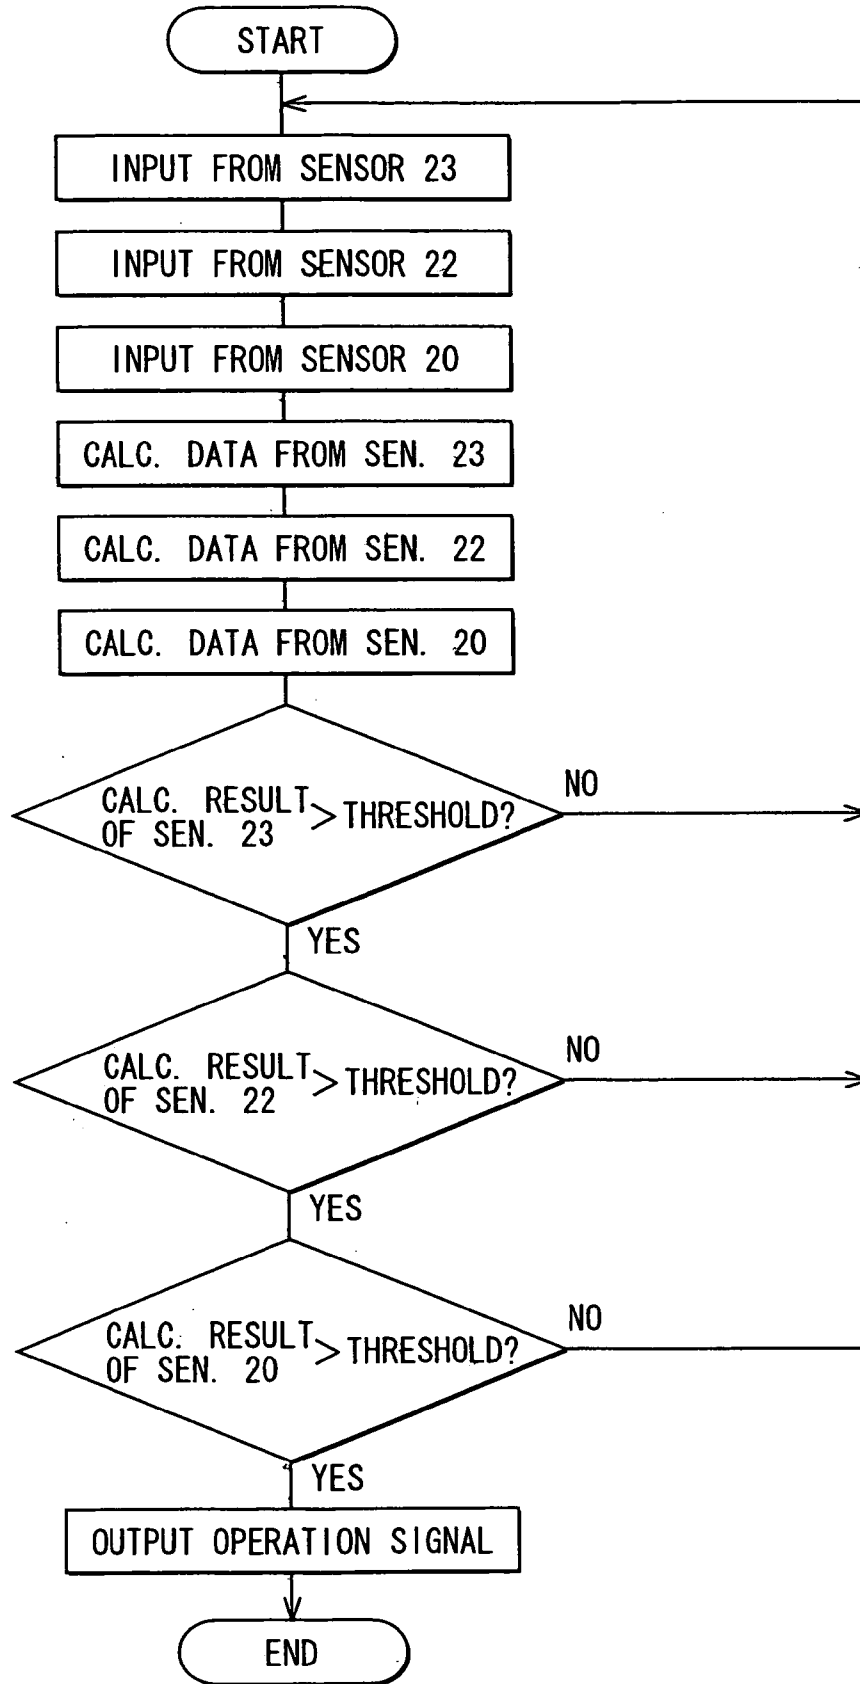 START
INPUT FROM SENSOR 23
INPUT FROM SENSOR 22
INPUT FROM SENSOR 20
CALC. DATA FROM SEN. 23
CALC. DATA FROM SEN. 22
CALC. DATA FROM SEN. 20
CALC. RESULT
OF SEN. 23
> THRESHOLD?
NO
YES
CALC. RESULT
OF SEN. 22
> THRESHOLD?
NO
YES
CALC. RESULT
OF SEN. 20
> THRESHOLD?
NO
YES
OUTPUT OPERATION SIGNAL
END